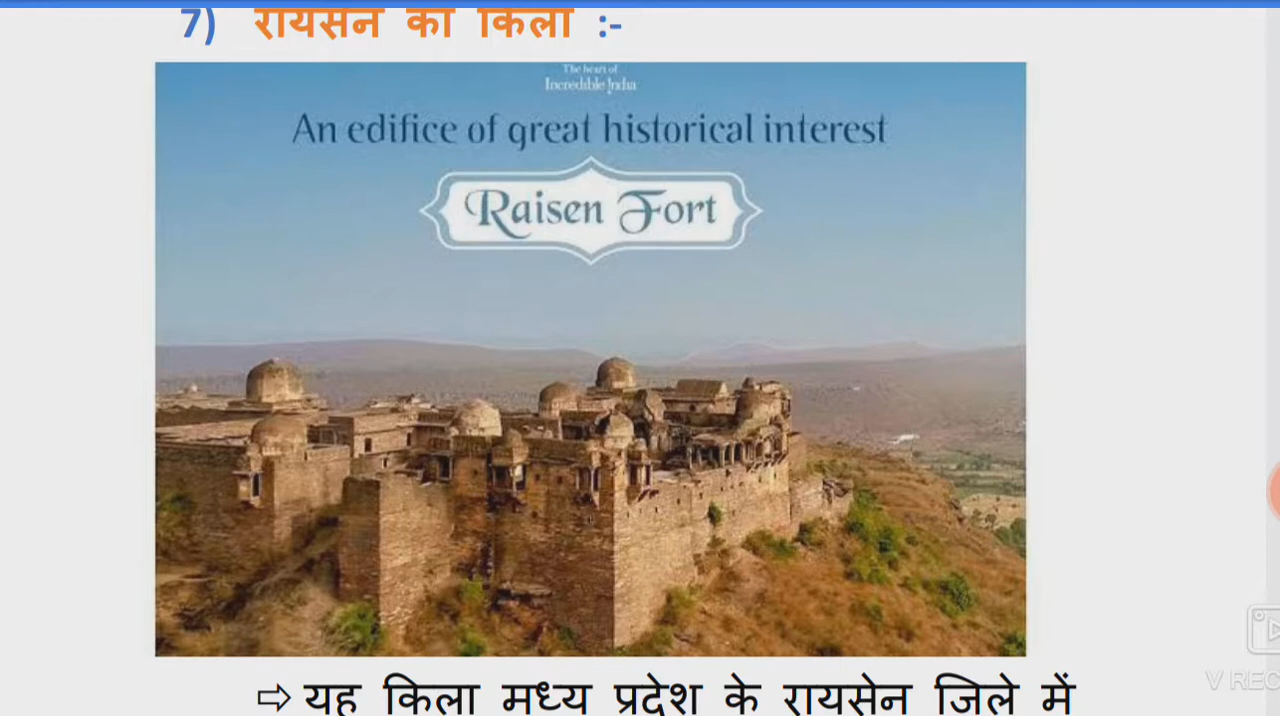 7) रायसेन का किला :-
The heart of
Incredible India
An edifice of great historical interest
Raisen Fort
⇨ यह किला मध्य प्रदेश के रायसेन जिले में
V REC